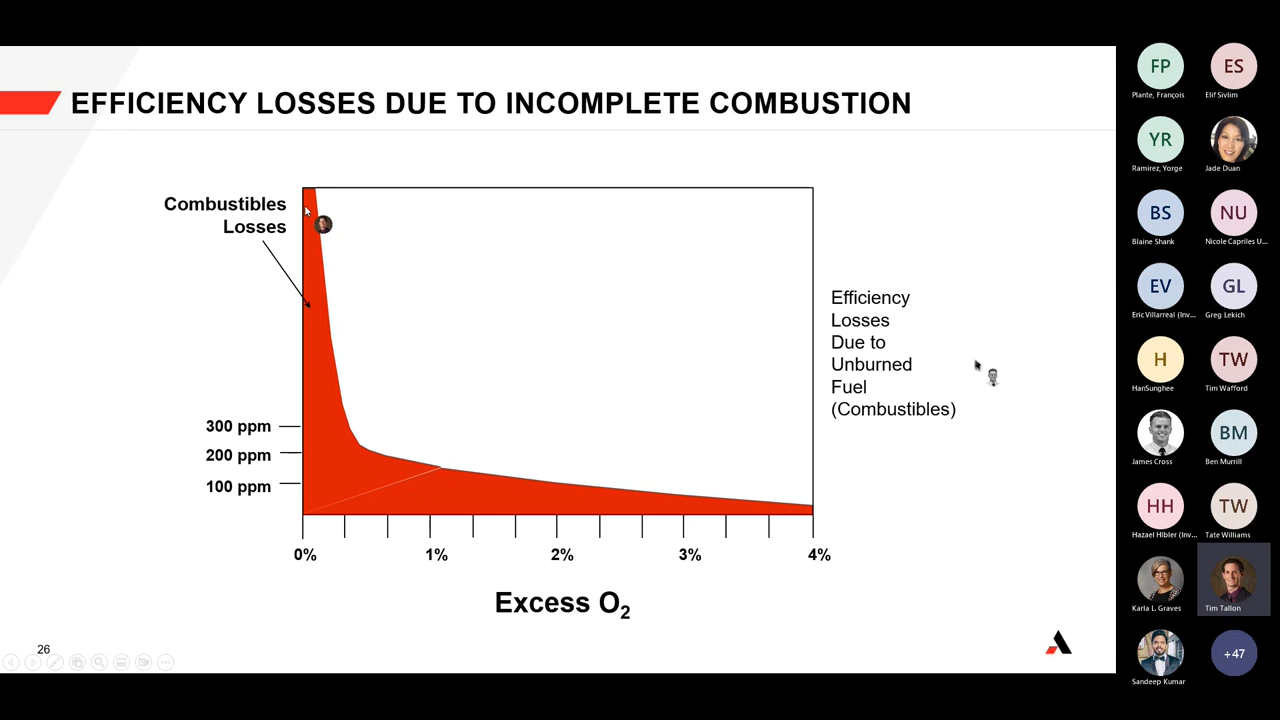 EFFICIENCY LOSSES DUE TO INCOMPLETE COMBUSTION
Combustibles
Losses
300 ppm
200 ppm
100 ppm
0%
1%
2%
3%
4%
Excess O2
Efficiency
Losses
Due to
Unburned
Fuel
(Combustibles)
26
FP
Plante, François
ES
Elif Sivlim
YR
Ramirez, Yorge
Jade Duan
BS
Blaine Shank
NU
Nicole Capriles U...
EV
Eric Villarreal (Inv...
GL
Greg Lekich
H
HanSunghee
TW
Tim Wafford
James Cross
BM
Ben Murrill
HH
Hazael Hibler (Inv...
TW
Tate Williams
Karla L. Graves
Tim Tallon
Sandeep Kumar
+47